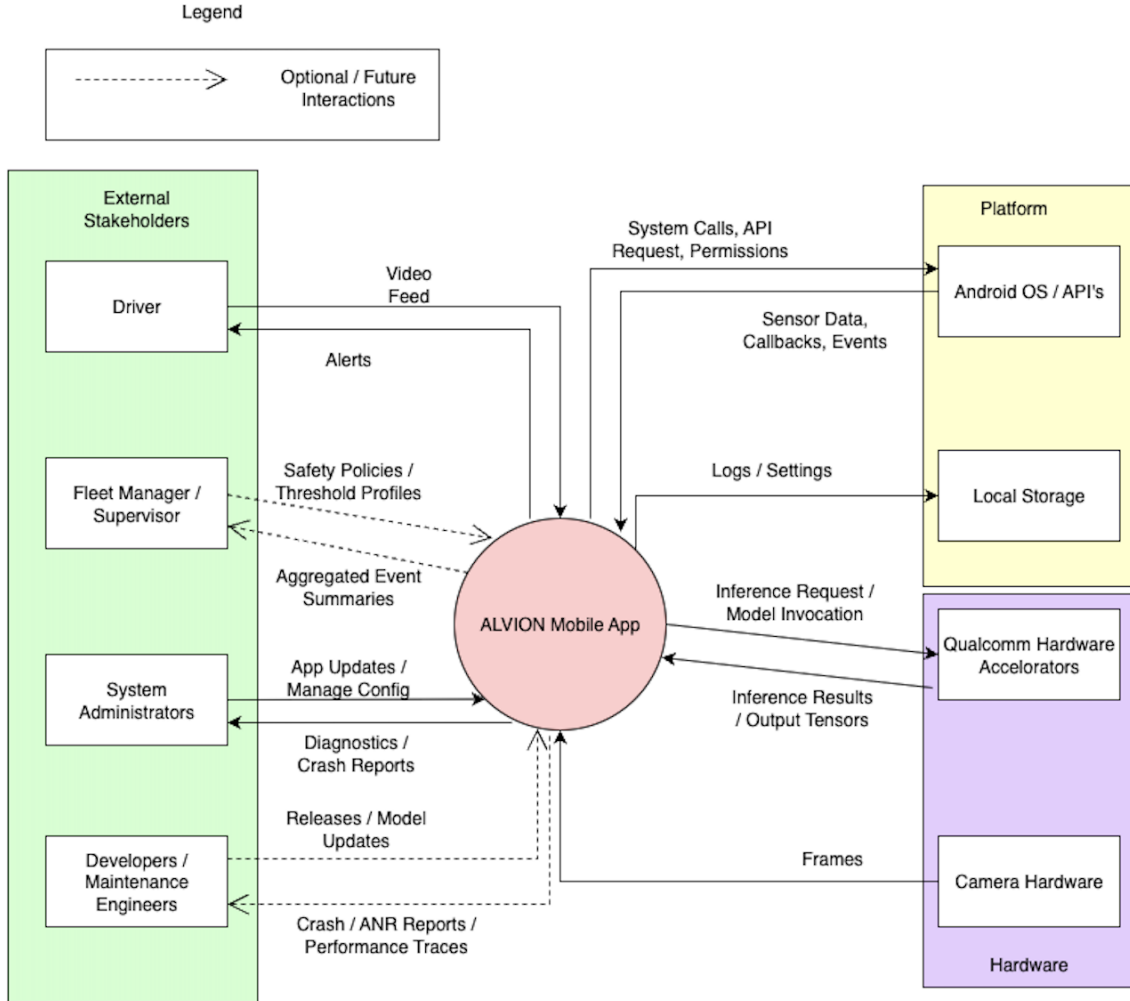 Legend
Optional / Future
Interactions
External
Stakeholders
Driver
Video
Feed
Alerts
Fleet Manager /
Supervisor
Safety Policies /
Threshold Profiles
Aggregated Event
Summaries
System
Administrators
App Updates /
Manage Config
Diagnostics /
Crash Reports
Developers /
Maintenance
Engineers
Releases / Model
Updates
Crash / ANR Reports /
Performance Traces
ALVION Mobile App
System Calls, API
Request, Permissions
Sensor Data,
Callbacks, Events
Logs / Settings
Inference Request /
Model Invocation
Inference Results
/ Output Tensors
Frames
Platform
Android OS / API's
Local Storage
Qualcomm Hardware
Accelorators
Camera Hardware
Hardware